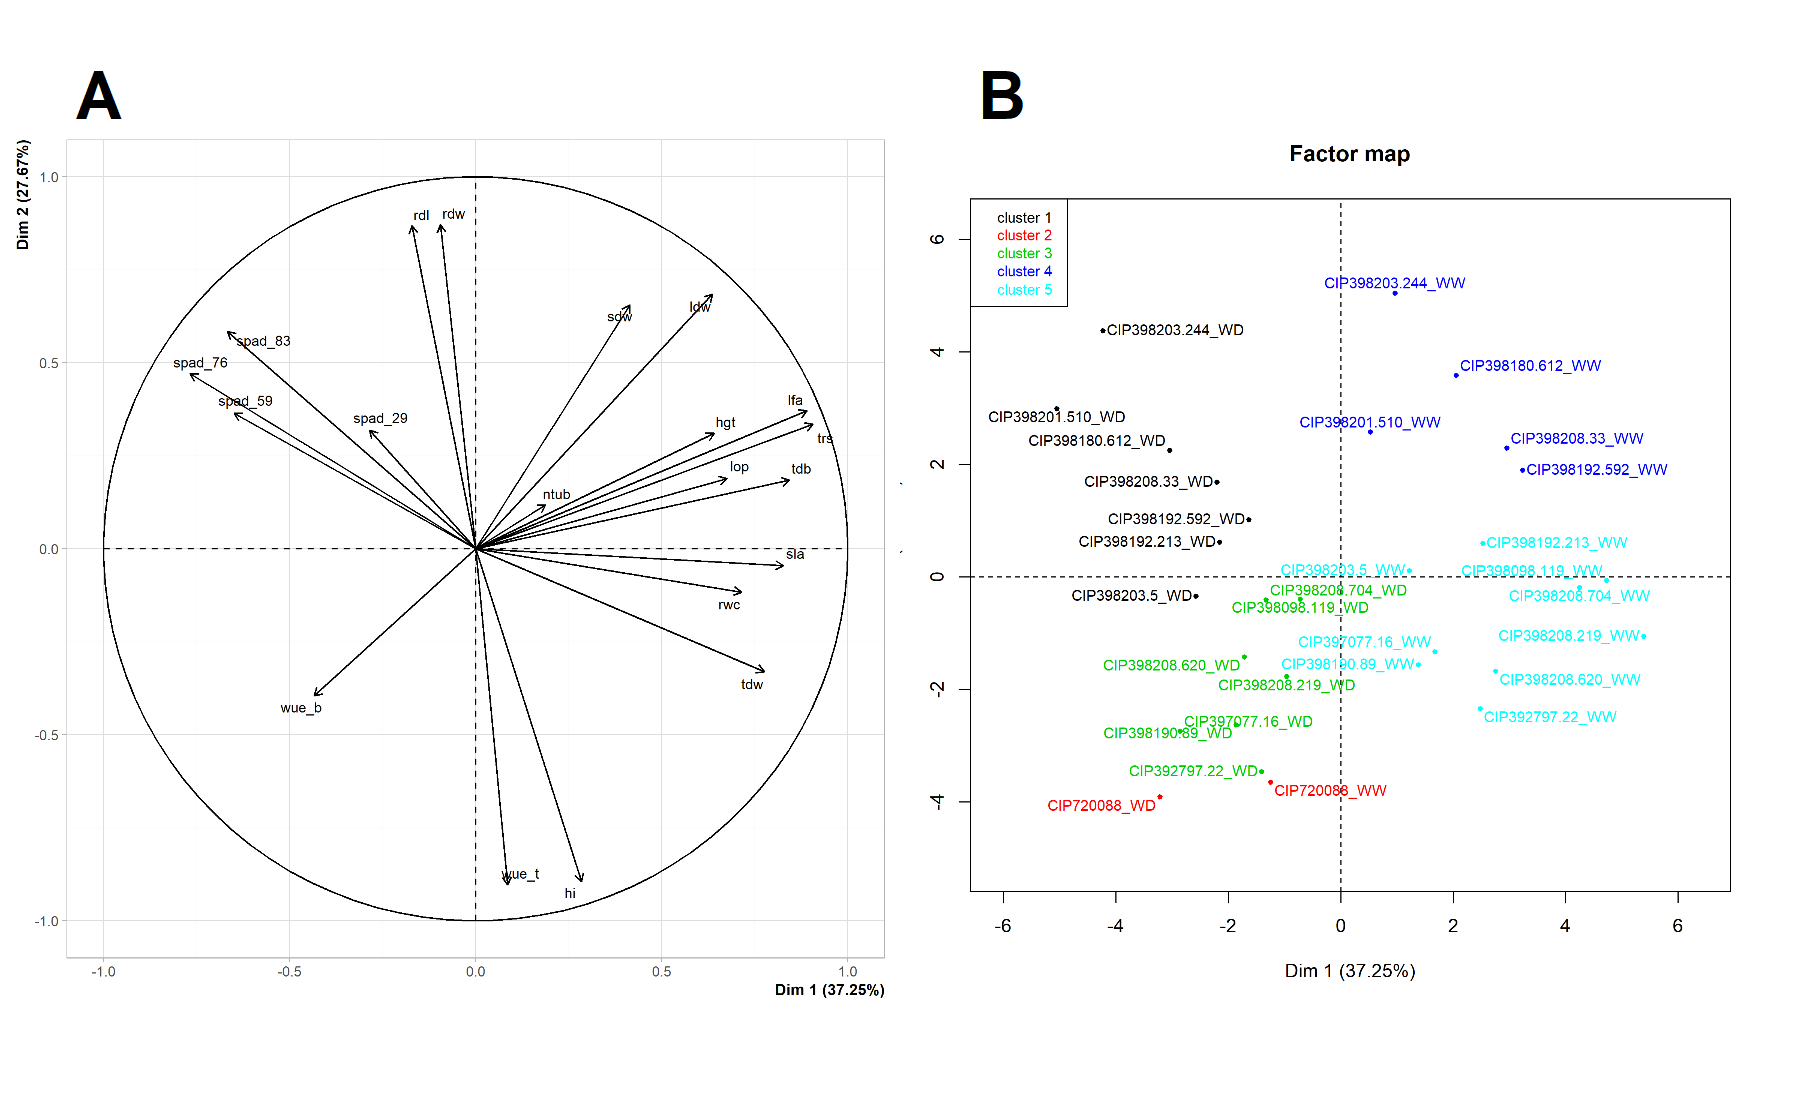 A
B
Dim 2 (27.67%)
1.0
0.5
0.0
-0.5
-1.0
rdl
rdw
sdw
ldw
spad_83
spad_76
spad_59
spad_29
lfa
hgt
trs
lop
tdb
ntub
sla
rwc
tdw
wue_b
wue_t
hi
-1.0
-0.5
0.0
0.5
1.0
Dim 1 (37.25%)
Factor map
cluster 1
cluster 2
cluster 3
cluster 4
cluster 5
6
4
2
0
-2
-4
CIP398203.244_WW
CIP398203.244_WD
CIP398180.612_WW
CIP398201.510_WD
CIP398201.510_WW
CIP398180.612_WD
CIP398208.33_WW
CIP398192.592_WW
CIP398208.33_WD
CIP398192.592_WD
CIP398192.213_WD
CIP398192.213_WW
CIP398203.5_WW
CIP398098.119_WW
CIP398203.5_WD
CIP398208.704_WD
CIP398208.704_WW
CIP398098.119_WD
CIP398208.219_WW
CIP397077.16_WW
CIP398208.620_WD
CIP398190.89_WW
CIP398208.620_WW
CIP398208.219_WD
CIP392797.22_WW
CIP397077.16_WD
CIP398190.89_WD
CIP392797.22_WD
CIP720088_WW
CIP720088_WD
-6
-4
-2
0
2
4
6
Dim 1 (37.25%)